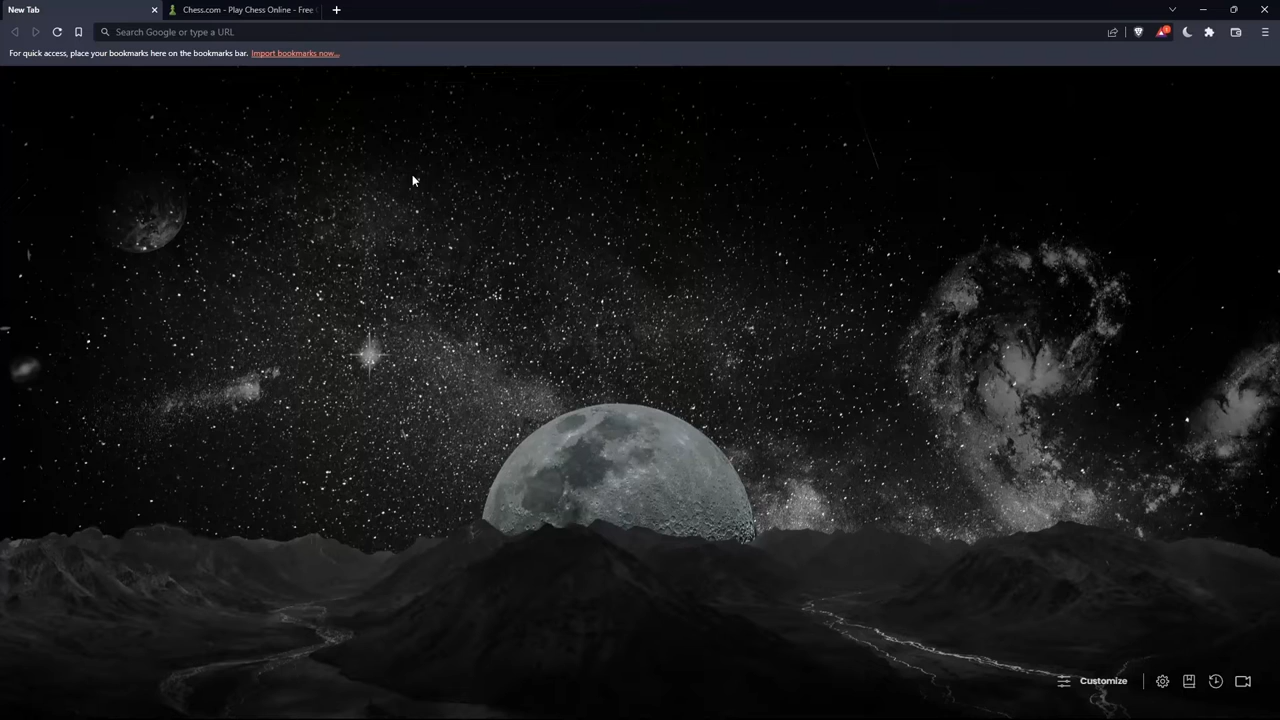 New Tab
Chess.com - Play Chess Online - Free
Search Google or type a URL
For quick access, place your bookmarks here on the bookmarks bar. Import bookmarks now...
Customize